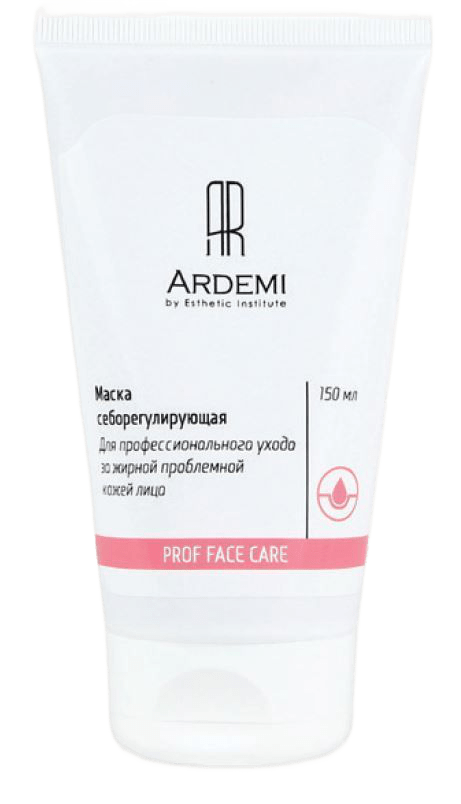 AR
ARDEMI
by Esthetic Institute
Маска
себорегулирующая
Для профессионального ухода
за жирной проблемной
кожей лица
150 мл
PROF FACE CARE